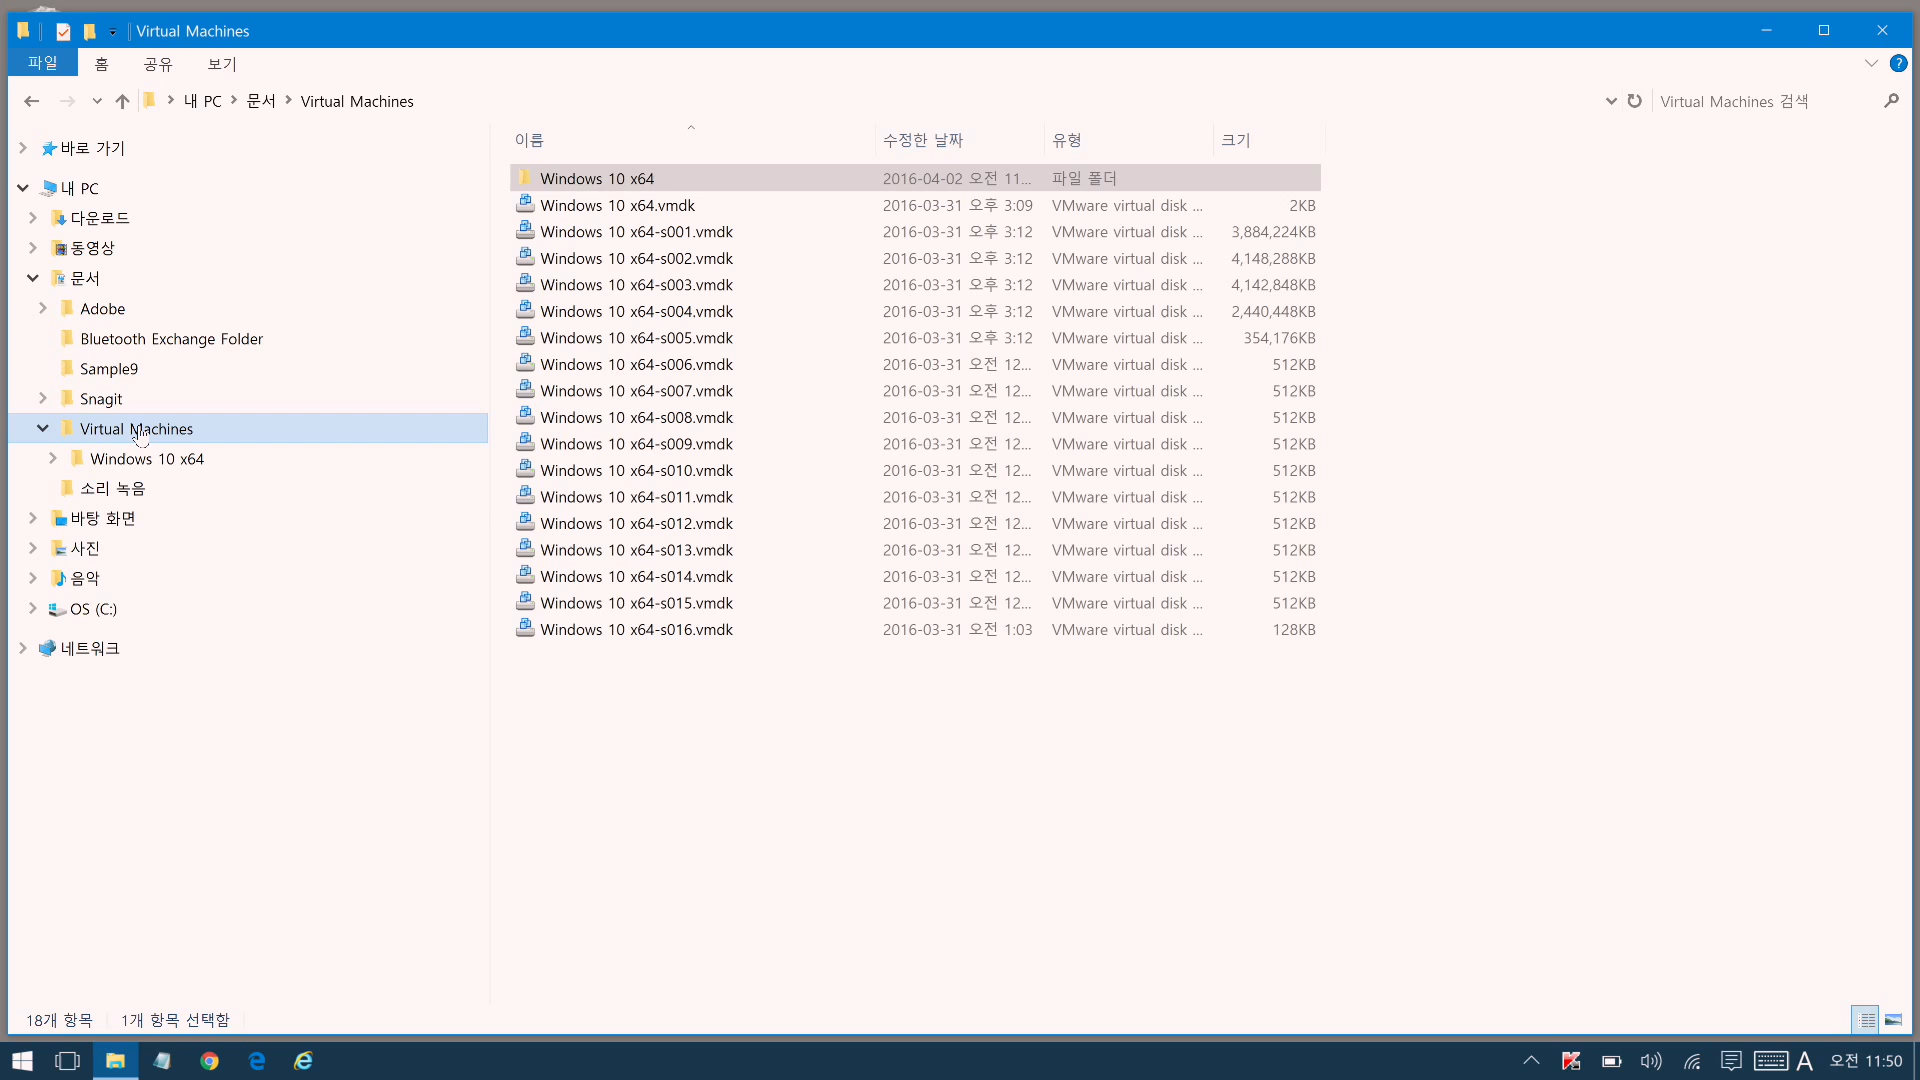 Virtual Machines
파일 홈 공유 보기
내 PC 문서 Virtual Machines
Virtual Machines 검색
이름 수정한 날짜 유형 크기
바로 가기
내 PC
다운로드
동영상
문서
Adobe
Bluetooth Exchange Folder
Sample9
Snagit
Virtual Machines
Windows 10 x64
소리 녹음
바탕 화면
사진
음악
OS (C:)
네트워크
Windows 10 x64 2016-04-02 오전 11... 파일 폴더
Windows 10 x64.vmdk 2016-03-31 오후 3:09 VMware virtual disk ... 2KB
Windows 10 x64-s001.vmdk 2016-03-31 오후 3:12 VMware virtual disk ... 3,884,224KB
Windows 10 x64-s002.vmdk 2016-03-31 오후 3:12 VMware virtual disk ... 4,148,288KB
Windows 10 x64-s003.vmdk 2016-03-31 오후 3:12 VMware virtual disk ... 4,142,848KB
Windows 10 x64-s004.vmdk 2016-03-31 오후 3:12 VMware virtual disk ... 2,440,448KB
Windows 10 x64-s005.vmdk 2016-03-31 오후 3:12 VMware virtual disk ... 354,176KB
Windows 10 x64-s006.vmdk 2016-03-31 오전 12... VMware virtual disk ... 512KB
Windows 10 x64-s007.vmdk 2016-03-31 오전 12... VMware virtual disk ... 512KB
Windows 10 x64-s008.vmdk 2016-03-31 오전 12... VMware virtual disk ... 512KB
Windows 10 x64-s009.vmdk 2016-03-31 오전 12... VMware virtual disk ... 512KB
Windows 10 x64-s010.vmdk 2016-03-31 오전 12... VMware virtual disk ... 512KB
Windows 10 x64-s011.vmdk 2016-03-31 오전 12... VMware virtual disk ... 512KB
Windows 10 x64-s012.vmdk 2016-03-31 오전 12... VMware virtual disk ... 512KB
Windows 10 x64-s013.vmdk 2016-03-31 오전 12... VMware virtual disk ... 512KB
Windows 10 x64-s014.vmdk 2016-03-31 오전 12... VMware virtual disk ... 512KB
Windows 10 x64-s015.vmdk 2016-03-31 오전 12... VMware virtual disk ... 512KB
Windows 10 x64-s016.vmdk 2016-03-31 오전 1:03 VMware virtual disk ... 128KB
18개 항목 1개 항목 선택함
A 오전 11:50